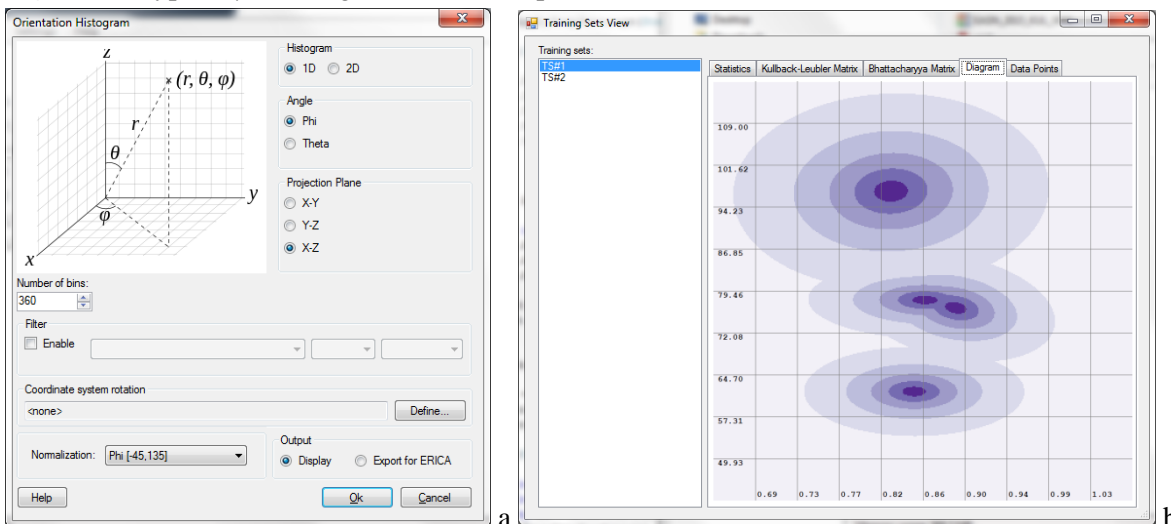 Orientation Histogram
z
(r, θ, φ)
r
θ
y
φ
x
Histogram
1D 2D
Angle
Phi
Theta
Projection Plane
X-Y
Y-Z
X-Z
Number of bins:
360
Filter
Enable
Coordinate system rotation
<none>
Define...
Normalization: Phi [-45,135]
Output
Display Export for ERICA
Help Ok Cancel
a
Training Sets View
Training sets:
TS#1
TS#2
Statistics Kullback-Leubler Matrix Bhattacharyya Matrix Diagram Data Points
109.00
101.62
94.23
86.85
79.46
72.08
64.70
57.31
49.93
0.69 0.73 0.77 0.82 0.86 0.90 0.94 0.99 1.03